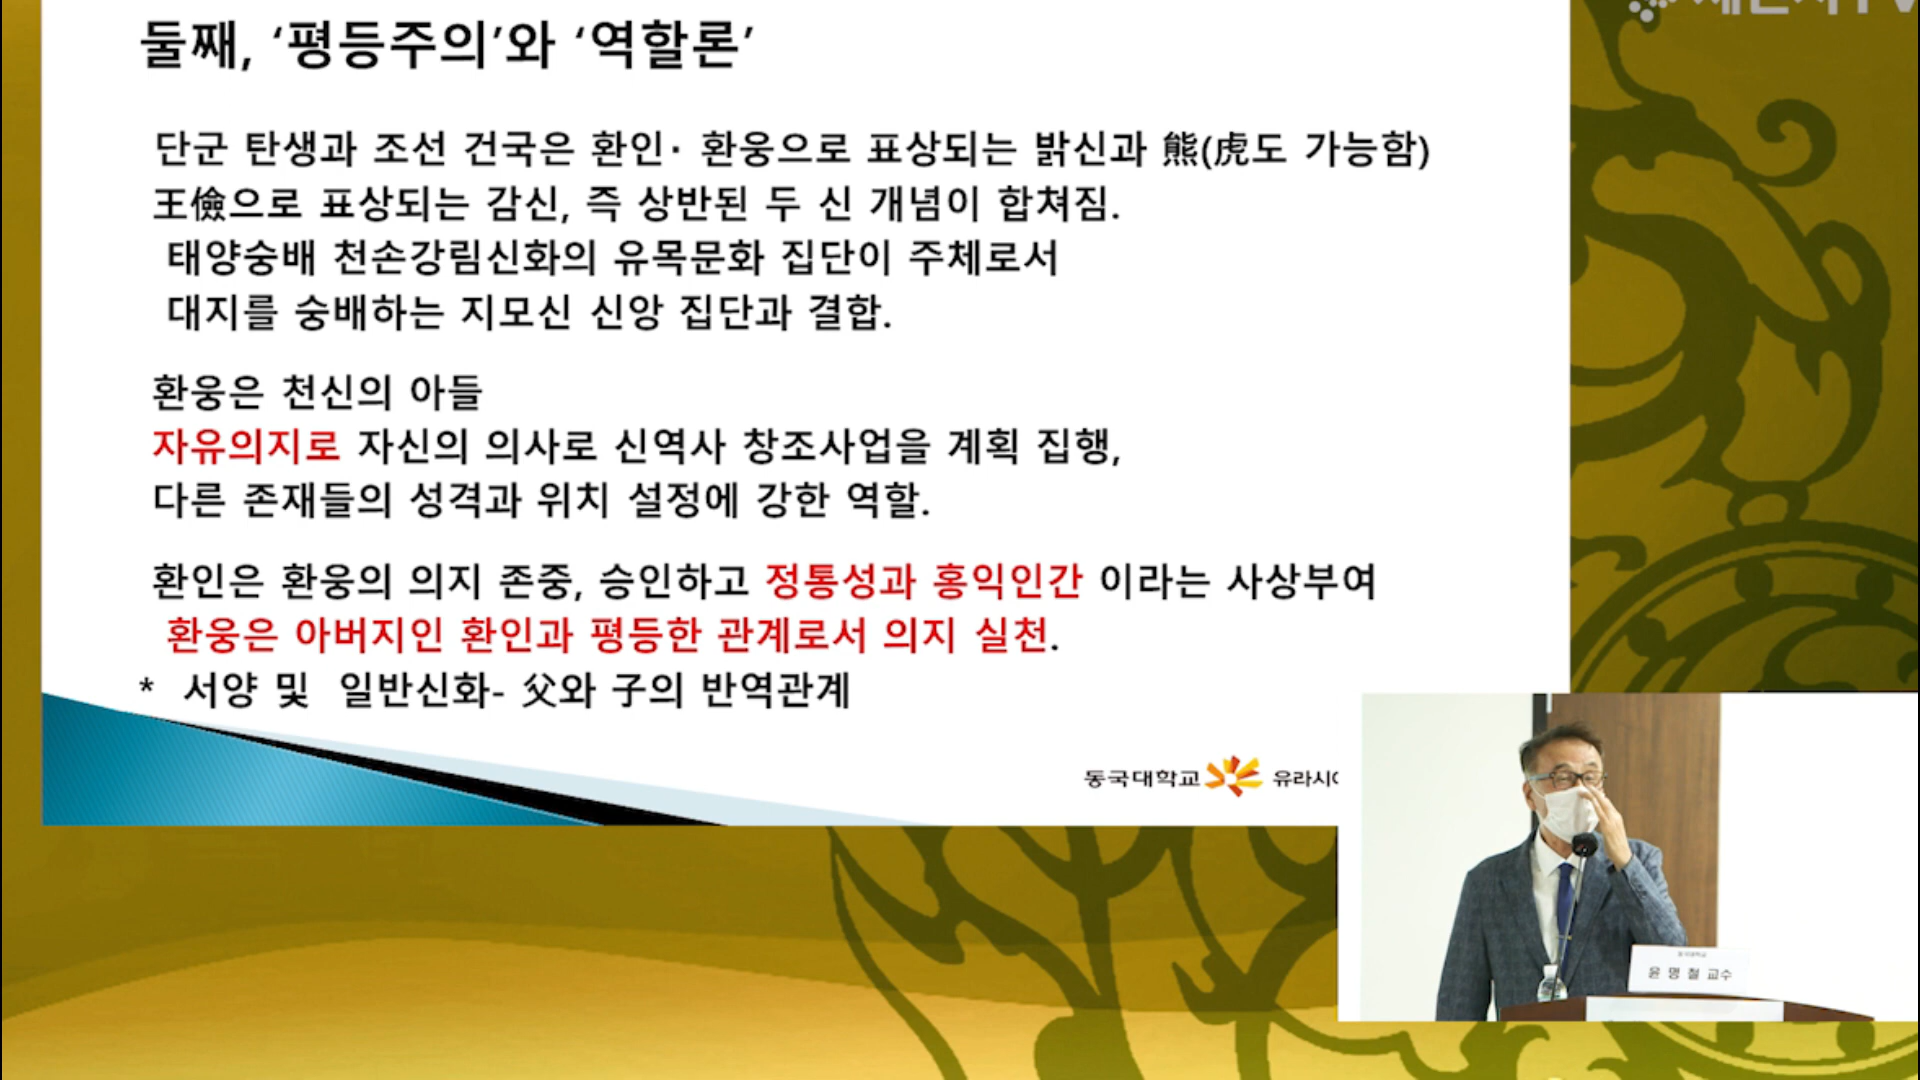 둘째, ‘평등주의’와 ‘역할론’
단군 탄생과 조선 건국은 환인· 환웅으로 표상되는 밝신과 熊(虎도 가능함)
王儉으로 표상되는 감신, 즉 상반된 두 신 개념이 합쳐짐.
태양숭배 천손강림신화의 유목문화 집단이 주체로서
대지를 숭배하는 지모신 신앙 집단과 결합.
환웅은 천신의 아들
자유의지로 자신의 의사로 신역사 창조사업을 계획 집행,
다른 존재들의 성격과 위치 설정에 강한 역할.
환인은 환웅의 의지 존중, 승인하고 정통성과 홍익인간 이라는 사상부여
환웅은 아버지인 환인과 평등한 관계로서 의지 실천.
* 서양 및 일반신화- 父와 子의 반역관계
동국대학교 유라시아
윤명철 교수